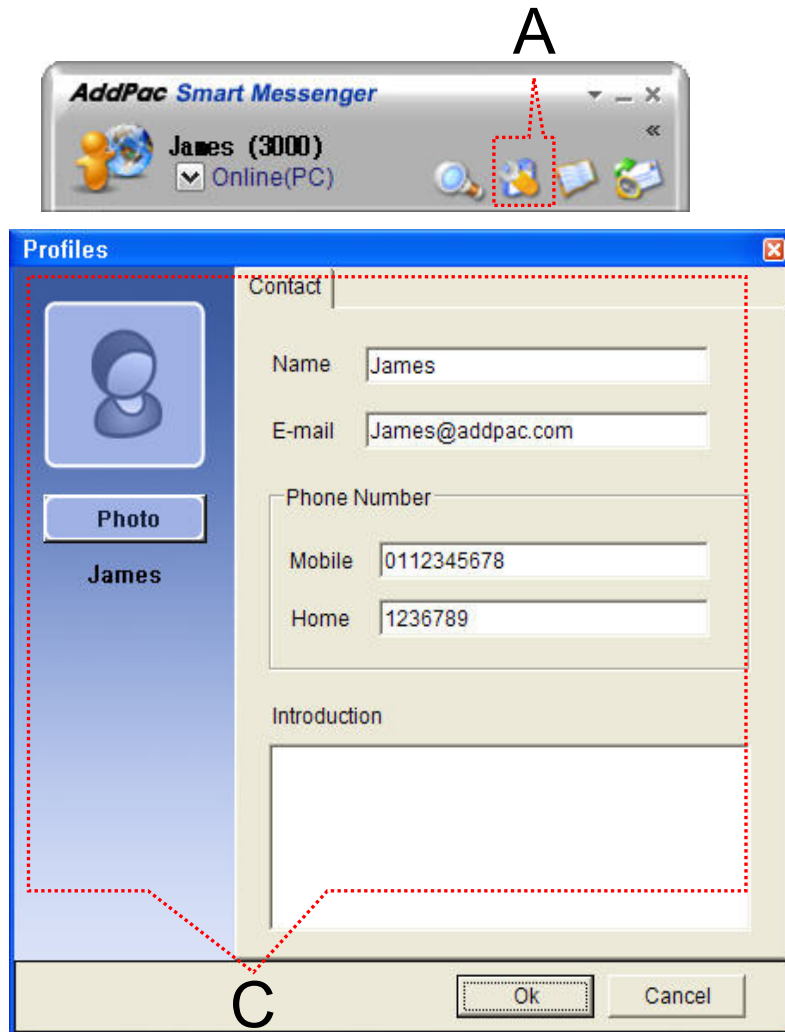 A
AddPac Smart Messenger
James (3000)
Online(PC)
Profiles
Contact
Name James
E-mail James@addpac.com
Photo
James
Phone Number
Mobile 0112345678
Home 1236789
Introduction
C
Ok Cancel